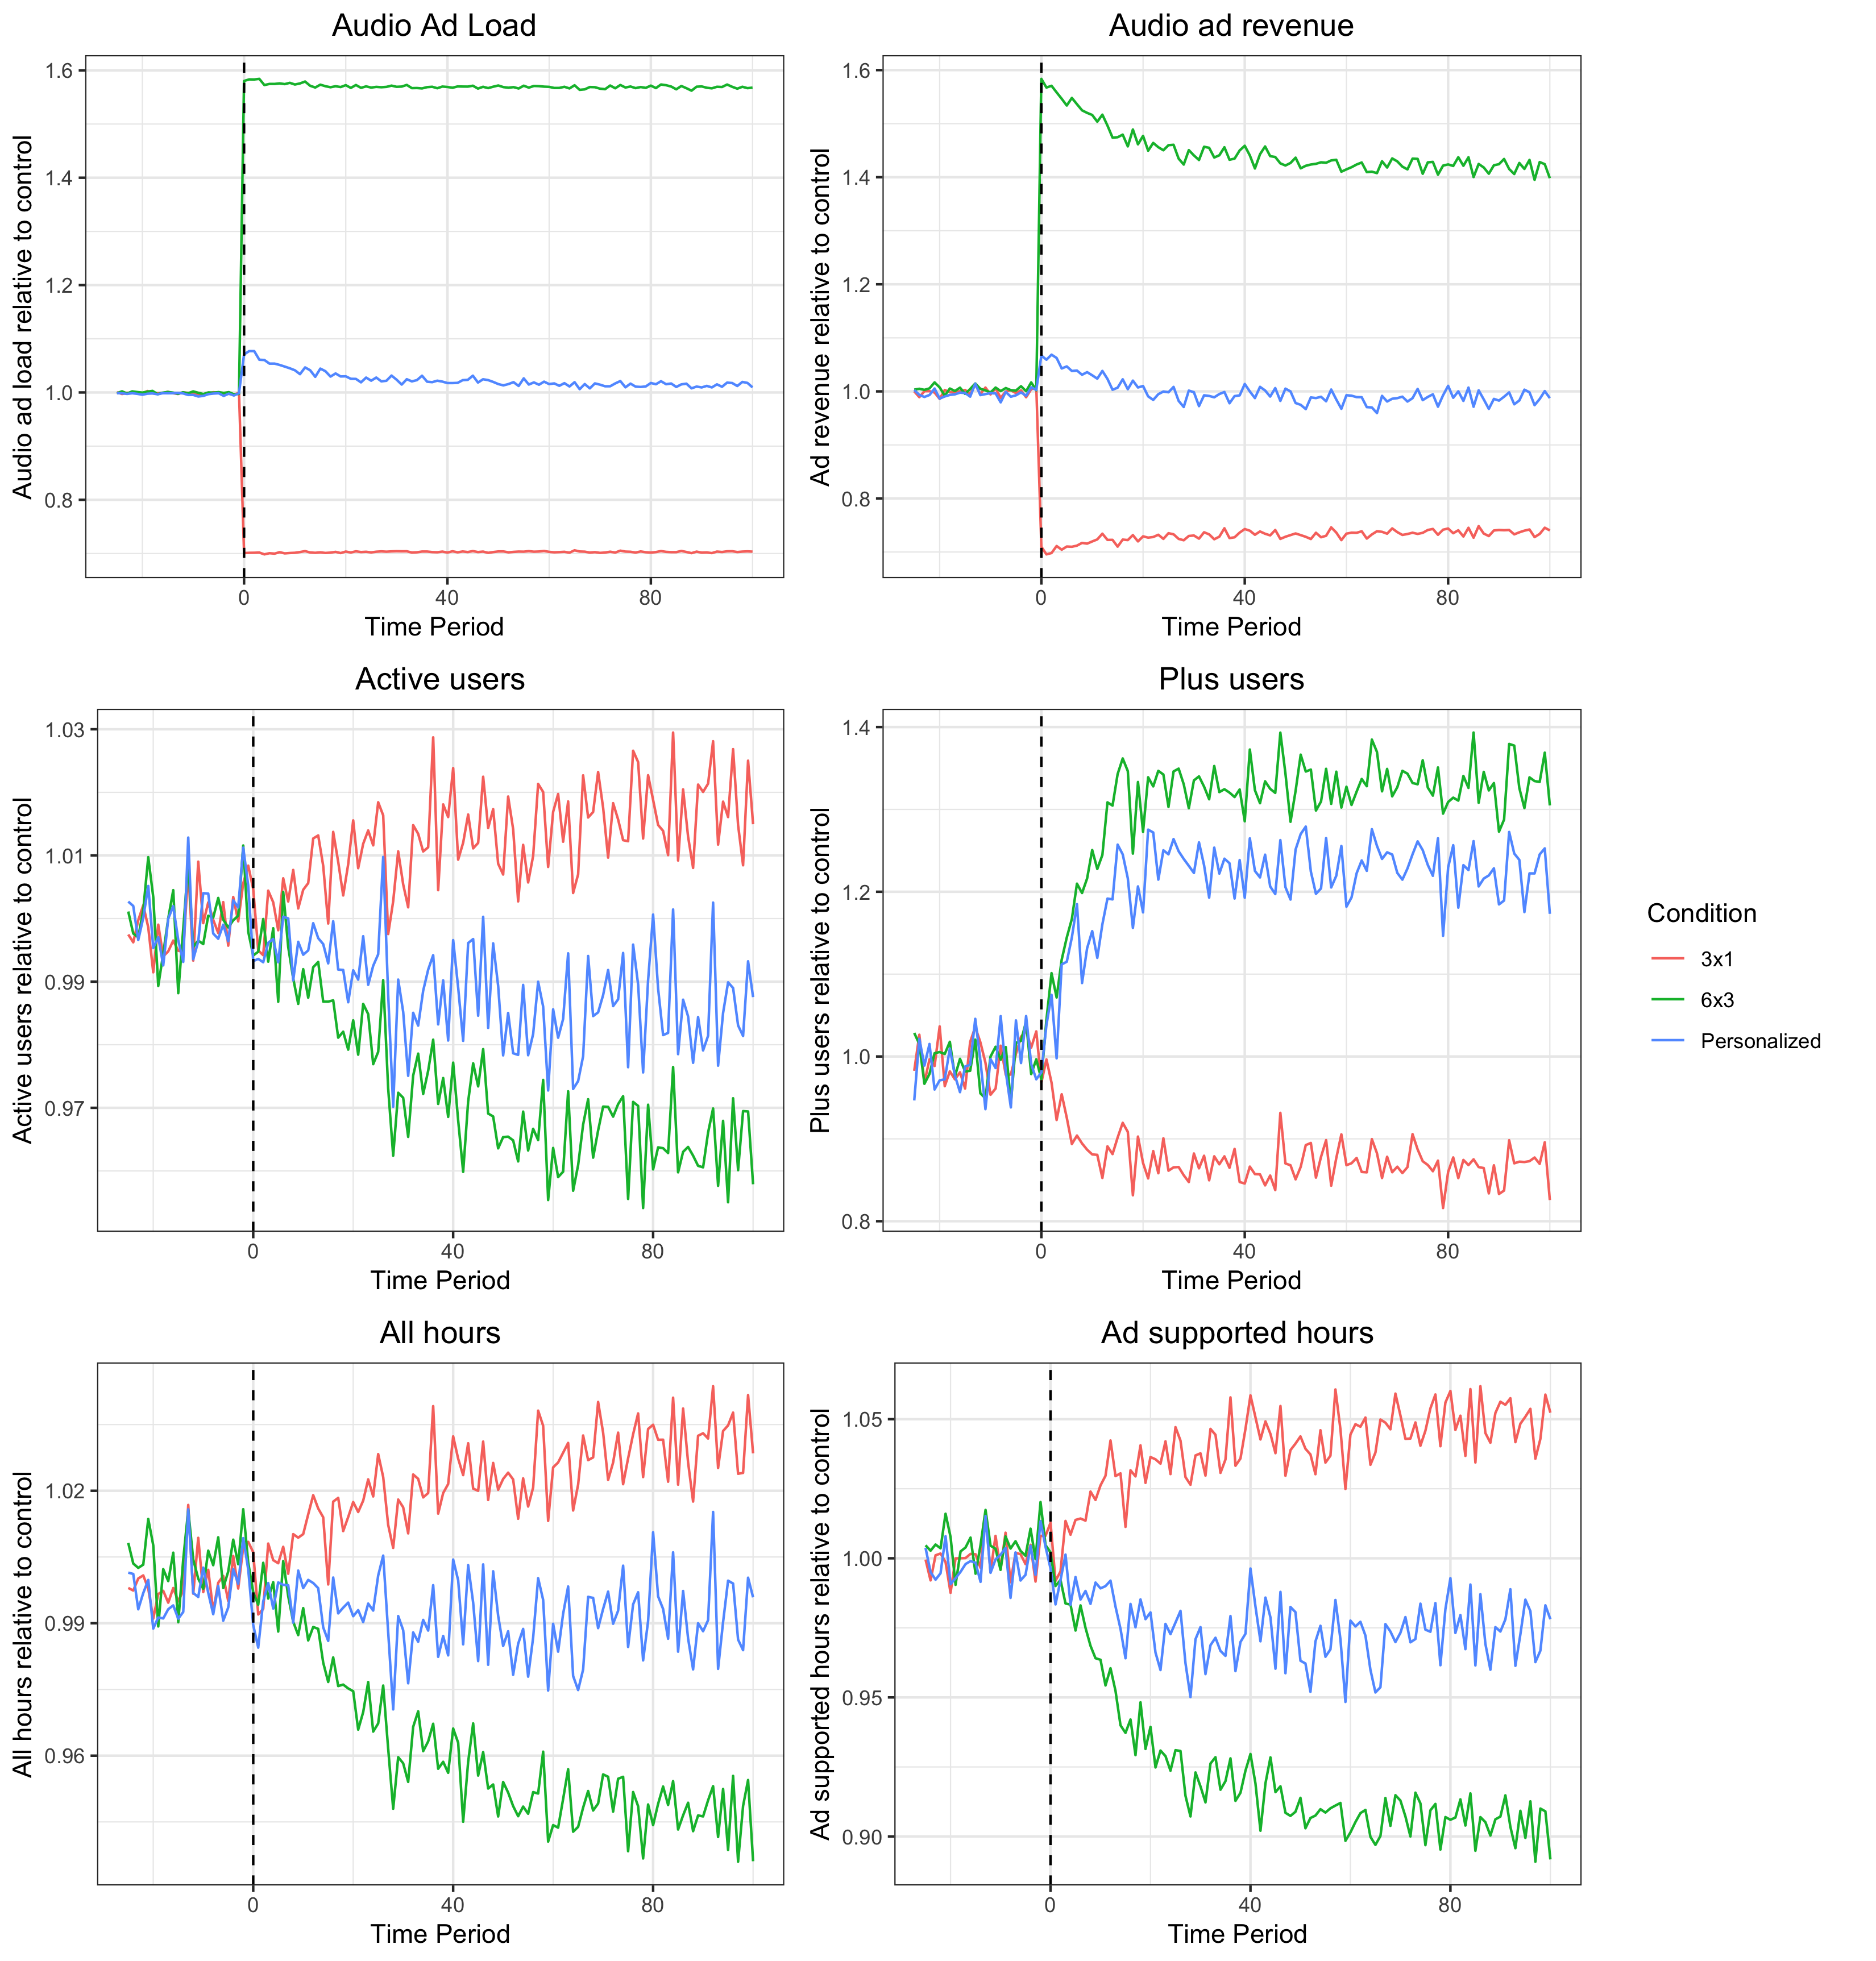 Audio Ad Load
Audio ad load relative to control
1.6
1.4
1.2
1.0
0.8
0
40
80
Time Period
Audio ad revenue
Ad revenue relative to control
1.6
1.4
1.2
1.0
0.8
0
40
80
Time Period
Active users
Active users relative to control
1.03
1.01
0.99
0.97
0
40
80
Time Period
Plus users
Plus users relative to control
1.4
1.2
1.0
0.8
0
40
80
Time Period
Condition
3x1
6x3
Personalized
All hours
All hours relative to control
1.02
0.99
0.96
0
40
80
Time Period
Ad supported hours
Ad supported hours relative to control
1.05
1.00
0.95
0.90
0
40
80
Time Period